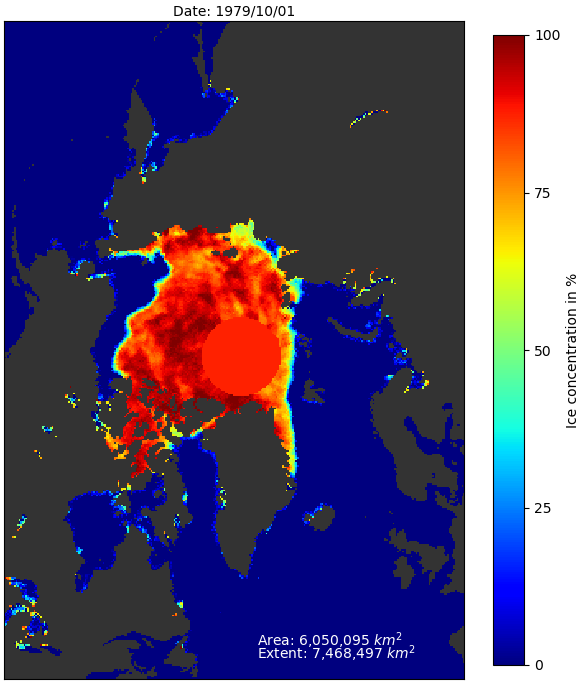 Date: 1979/10/01
100
75
50
25
0
Ice concentration in %
Area: 6,050,095 km²
Extent: 7,468,497 km²